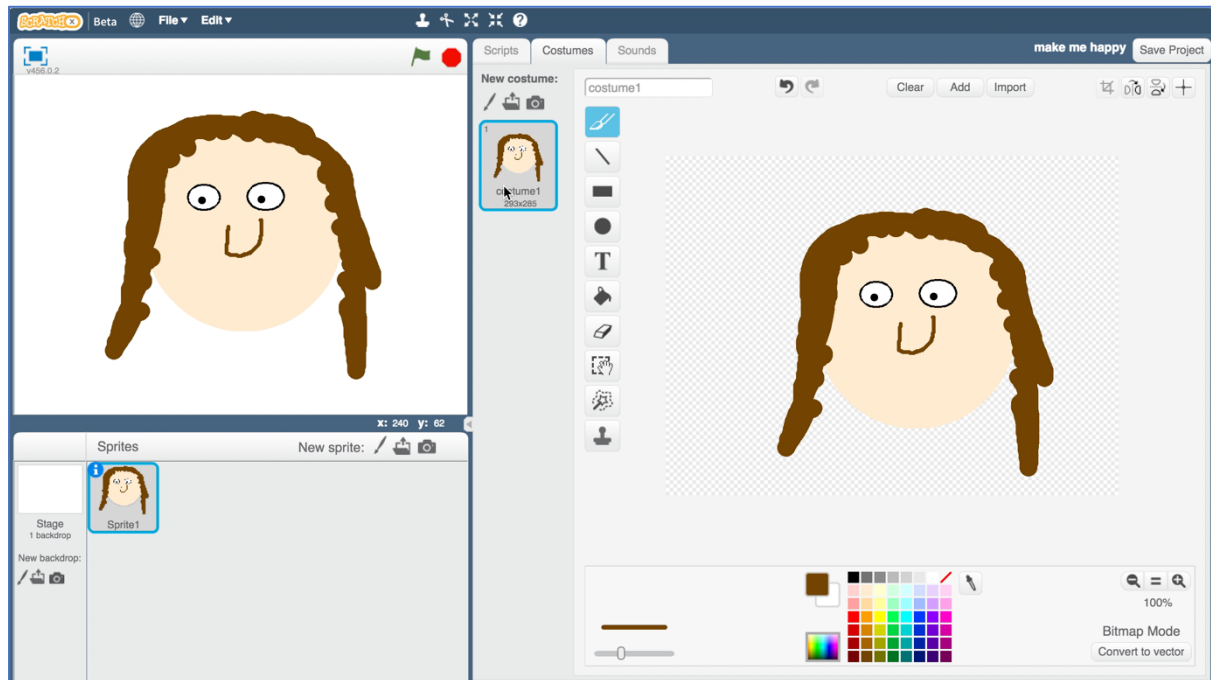 SCRATCHX Beta File▼ Edit▼ ?
v456.0.2
Scripts Costumes Sounds make me happy Save Project
New costume:
costume1 Clear Add Import
1
costume1
293x285
T
x: 240 y: 62
Sprites New sprite:
i
Sprite1
Stage
1 backdrop
New backdrop:
100%
Bitmap Mode
Convert to vector